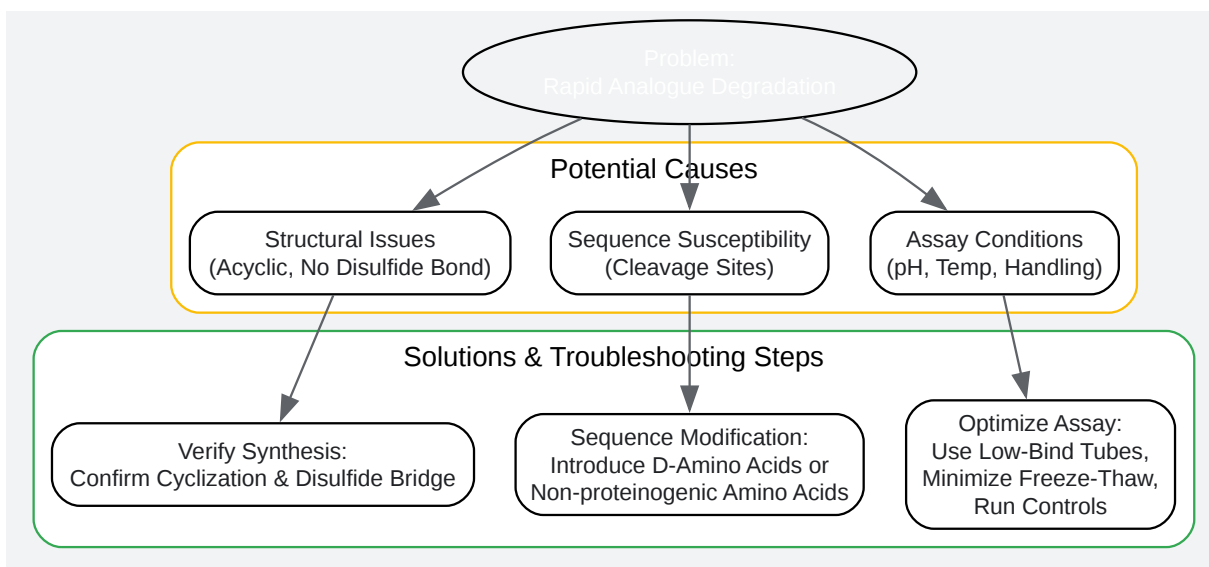 Problem:
Rapid Analogue Degradation
Potential Causes
Structural Issues
(Acyclic, No Disulfide Bond)
Sequence Susceptibility
(Cleavage Sites)
Assay Conditions
(pH, Temp, Handling)
Solutions & Troubleshooting Steps
Verify Synthesis:
Confirm Cyclization & Disulfide Bridge
Sequence Modification:
Introduce D-Amino Acids or
Non-proteinogenic Amino Acids
Optimize Assay:
Use Low-Bind Tubes,
Minimize Freeze-Thaw,
Run Controls